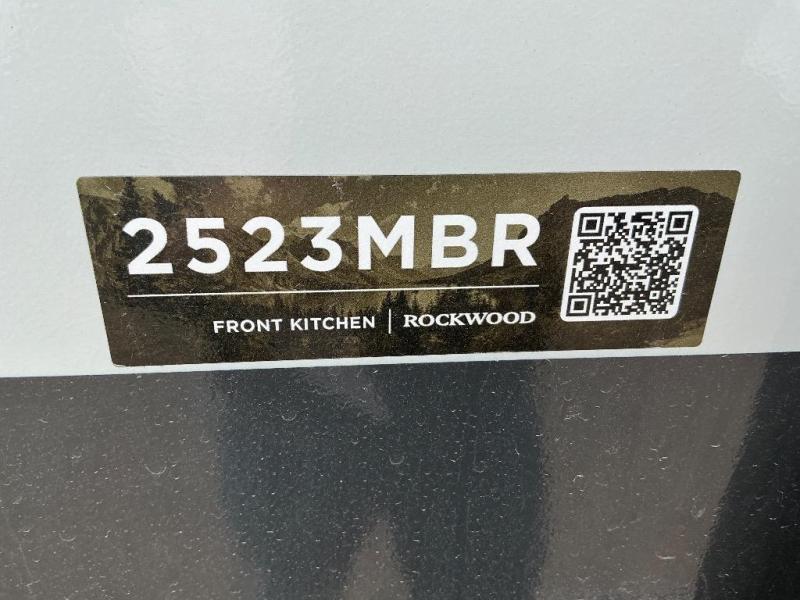 2523MBR
FRONT KITCHEN | ROCKWOOD